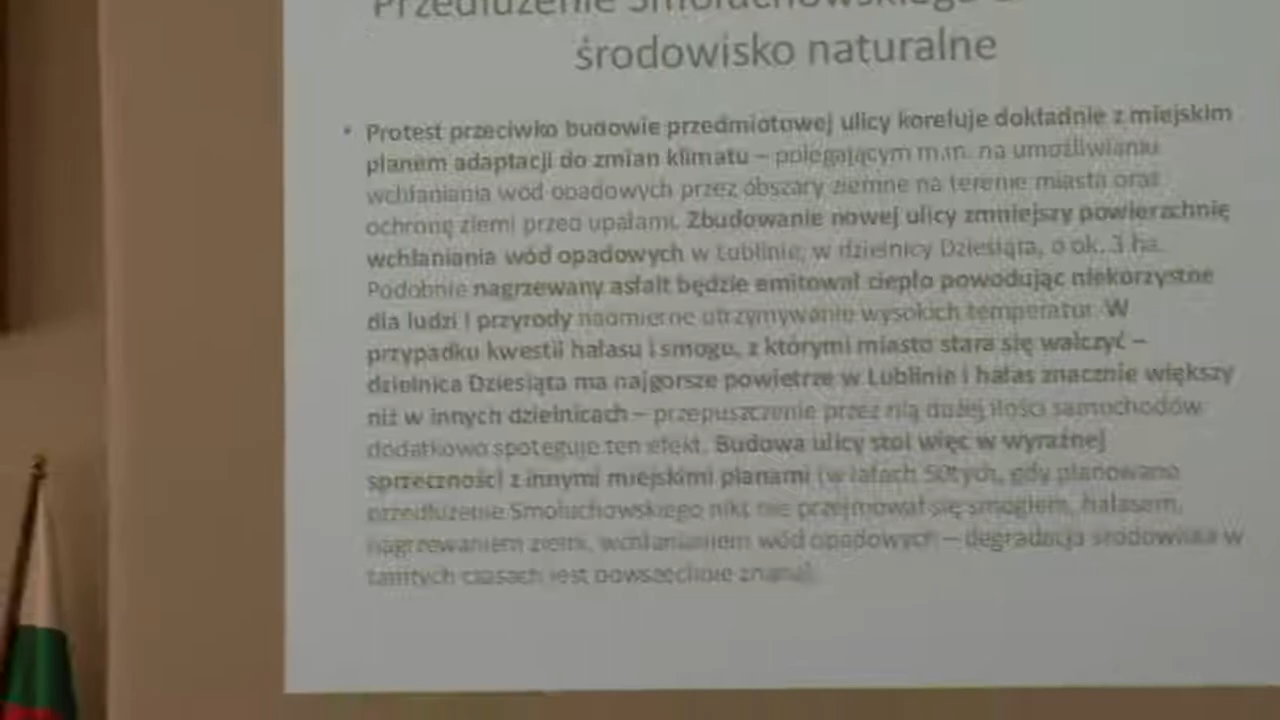 Przedłużenie Smoluchowskiego
środowisko naturalne
• Protest przeciwko budowie przedmiotowej ulicy koreluje dokładnie z miejskim
planem adaptacji do zmian klimatu – polegającym m.in. na umożliwianiu
wchłaniania wód opadowych przez obszary ziemne na terenie miasta oraz
ochronę ziemi przed upałami. Zbudowanie nowej ulicy zmniejszy powierzchnię
wchłaniania wód opadowych w Lublinie, w dzielnicy Dziesiąta, o ok. 3 ha.
Podobnie nagrzewany asfalt będzie emitował ciepło powodując niekorzystne
dla ludzi i przyrody nadmierne utrzymywanie wysokich temperatur. W
przypadku kwestii hałasu i smogu, z którymi miasto stara się walczyć –
dzielnica Dziesiąta ma najgorsze powietrze w Lublinie i hałas znacznie większy
niż w innych dzielnicach – przepuszczenie przez nią dużej ilości samochodów
dodatkowo spotęguje ten efekt. Budowa ulicy stoi więc w wyraźnej
sprzeczności z innymi miejskimi planami (w latach 50tych, gdy planowano
przedłużenie Smoluchowskiego nikt nie przejmował się smogiem, hałasem,
nagrzewaniem ziemi, wchłanianiem wód opadowych – degradacja środowiska w
tamtych czasach jest powszechnie znana).